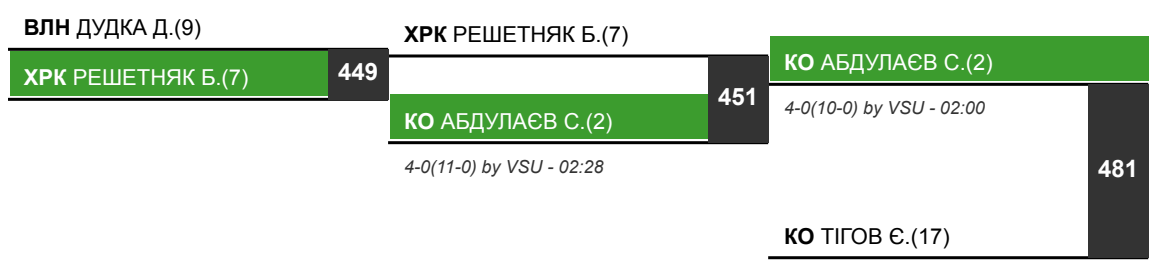 ВЛН ДУДКА Д.(9)
ХРК РЕШЕТНЯК Б.(7)
449
ХРК РЕШЕТНЯК Б.(7)
КО АБДУЛАЄВ С.(2)
451
4-0(11-0) by VSU - 02:28
КО АБДУЛАЄВ С.(2)
4-0(10-0) by VSU - 02:00
481
КО ТІГОВ Є.(17)